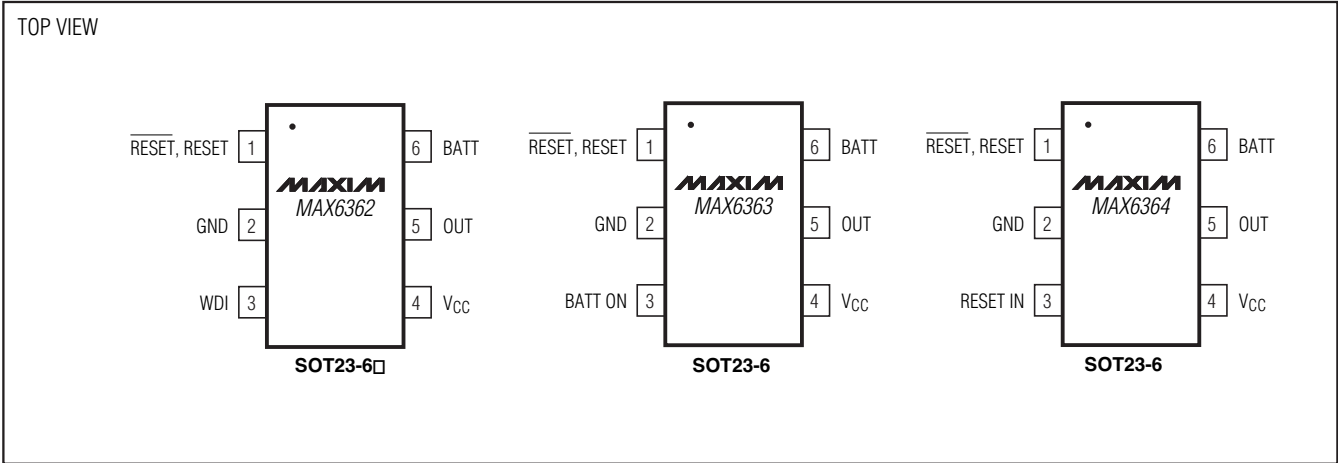 TOP VIEW
RESET, RESET 1
6 BATT
MAXIM
MAX6362
GND 2
5 OUT
WDI 3
4 VCC
SOT23-6□
RESET, RESET 1
6 BATT
MAXIM
MAX6363
GND 2
5 OUT
BATT ON 3
4 VCC
SOT23-6
RESET, RESET 1
6 BATT
MAXIM
MAX6364
GND 2
5 OUT
RESET IN 3
4 VCC
SOT23-6